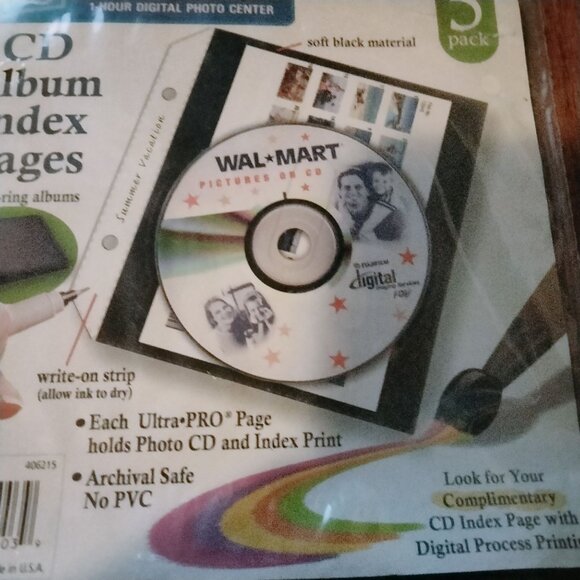 1-HOUR DIGITAL PHOTO CENTER
5
pack
CD
lbum
ndex
ages
ring albums
soft black material
Summer Vacation
WAL★MART
PICTURES ON CD
FUJIFILM
digital
write-on strip
(allow ink to dry)
• Each Ultra•PRO® Page
holds Photo CD and Index Print
• Archival Safe
No PVC
406215
03 9
e in U.S.A.
Look for Your
Complimentary
CD Index Page with
Digital Process Printi